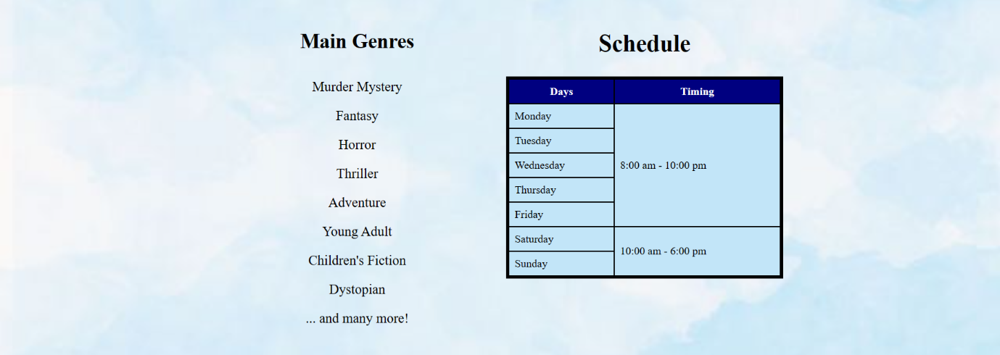 Main Genres
Murder Mystery
Fantasy
Horror
Thriller
Adventure
Young Adult
Children's Fiction
Dystopian
... and many more!
Schedule
Days Timing
Monday
Tuesday
Wednesday 8:00 am - 10:00 pm
Thursday
Friday
Saturday
10:00 am - 6:00 pm
Sunday